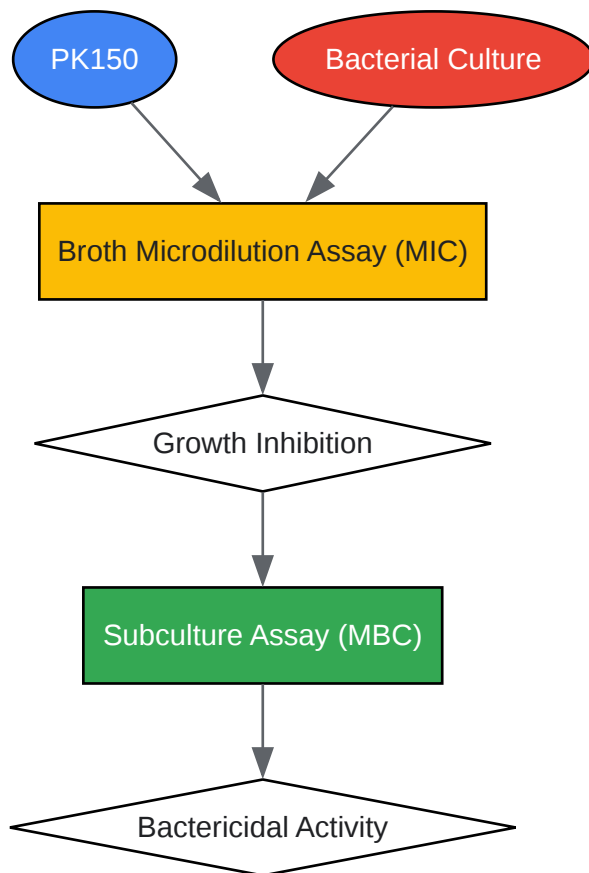 PK150
Bacterial Culture
Broth Microdilution Assay (MIC)
Growth Inhibition
Subculture Assay (MBC)
Bactericidal Activity